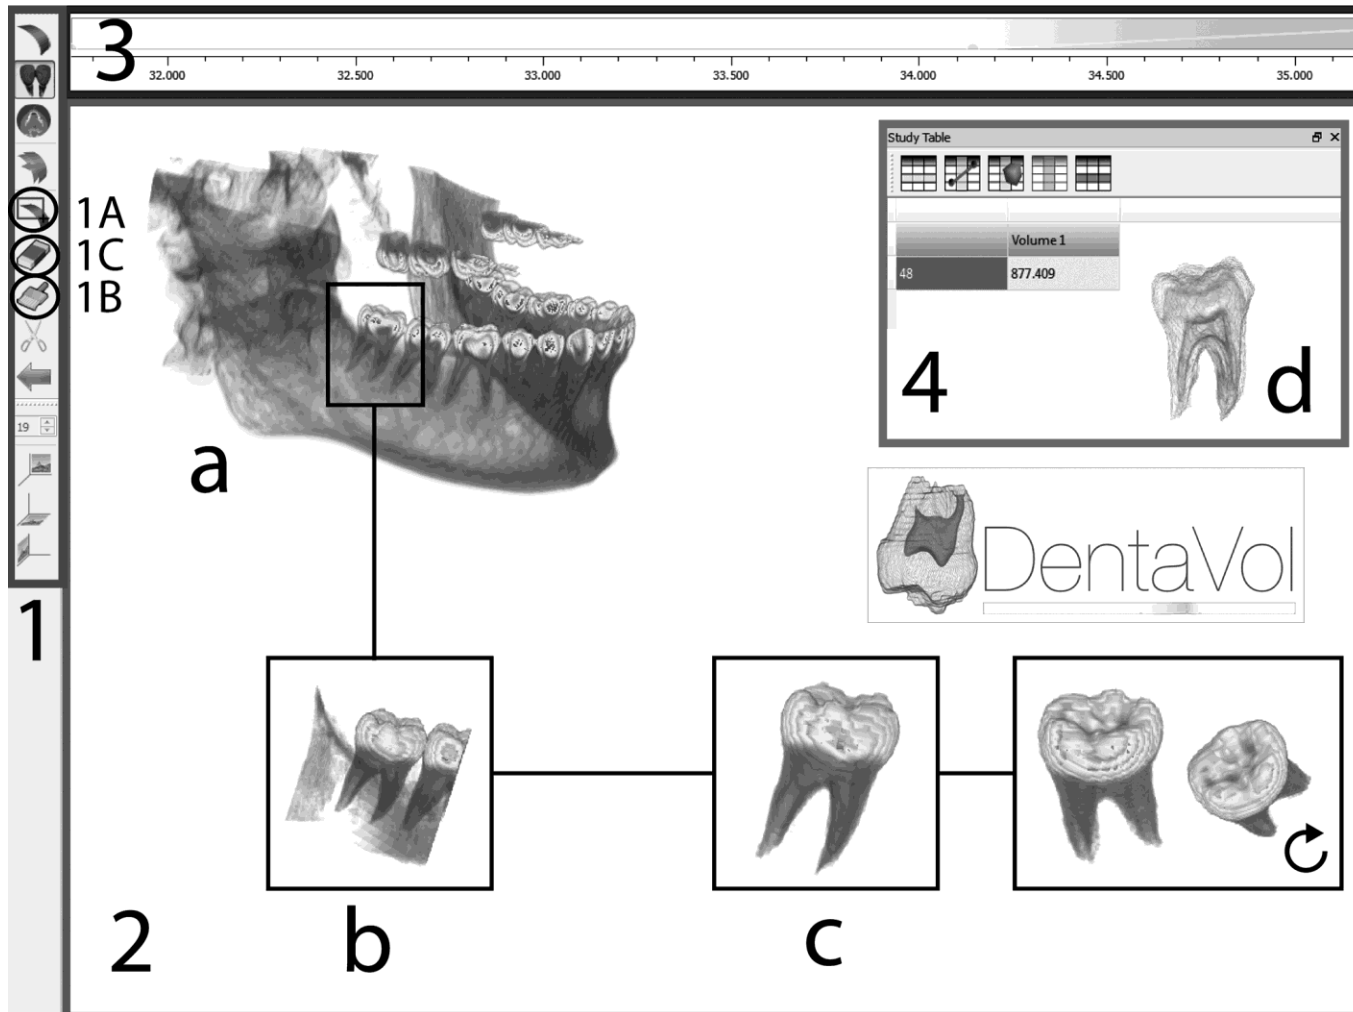 3
32.000 32.500 33.000 33.500 34.000 34.500 35.000
Study Table
1A
1C
1B
Volume 1
48 877.409
4
d
a
19
DentaVol
1
2
b
c